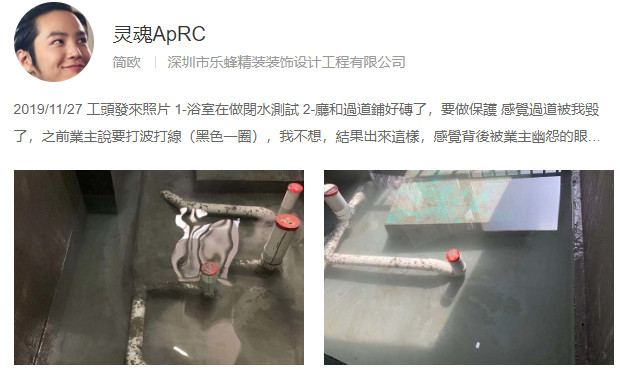 灵魂ApRC
简欧 | 深圳市乐蜂精装装饰设计工程有限公司
2019/11/27 工頭發來照片 1-浴室在做閉水測試 2-廳和過道鋪好磚了，要做保護 感覺過道被我毀
了，之前業主說要打波打線（黑色一圈），我不想，結果出來這樣，感覺背後被業主幽怨的眼…